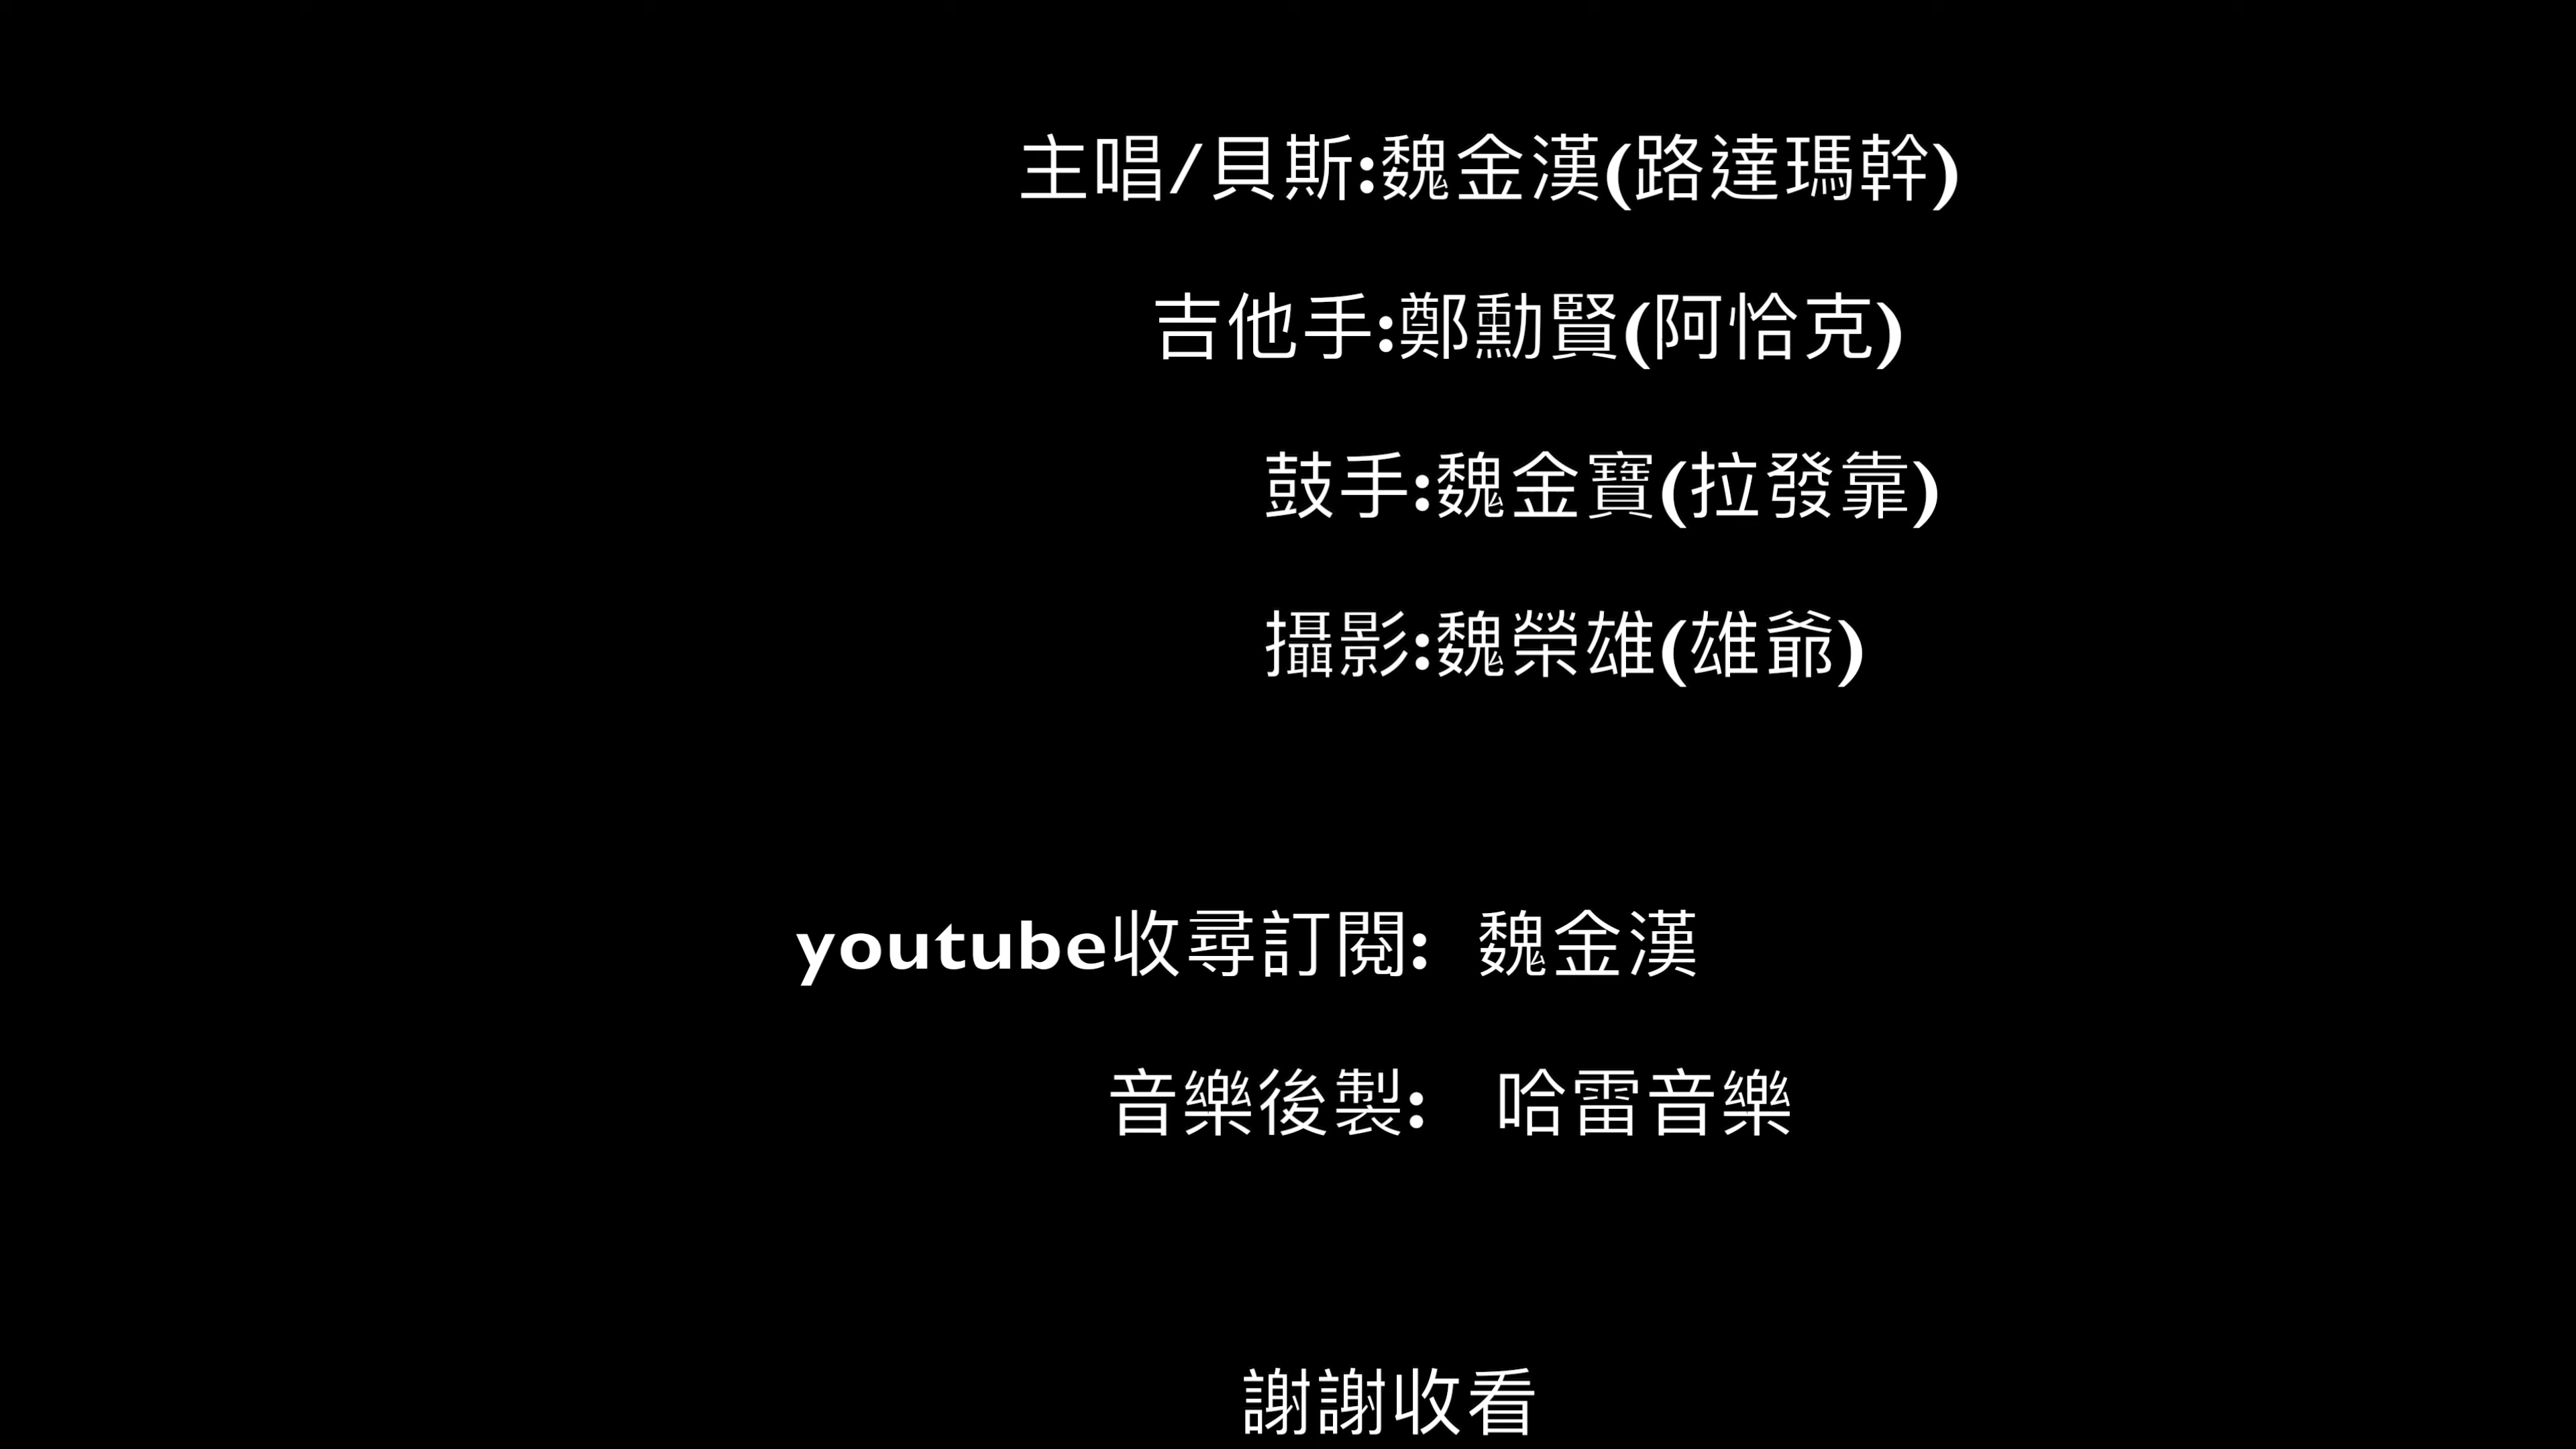 主唱/貝斯:魏金漢(路達瑪幹)
吉他手:鄭勳賢(阿恰克)
鼓手:魏金寶(拉發靠)
攝影:魏榮雄(雄爺)
youtube收尋訂閱: 魏金漢
音樂後製: 哈雷音樂
謝謝收看